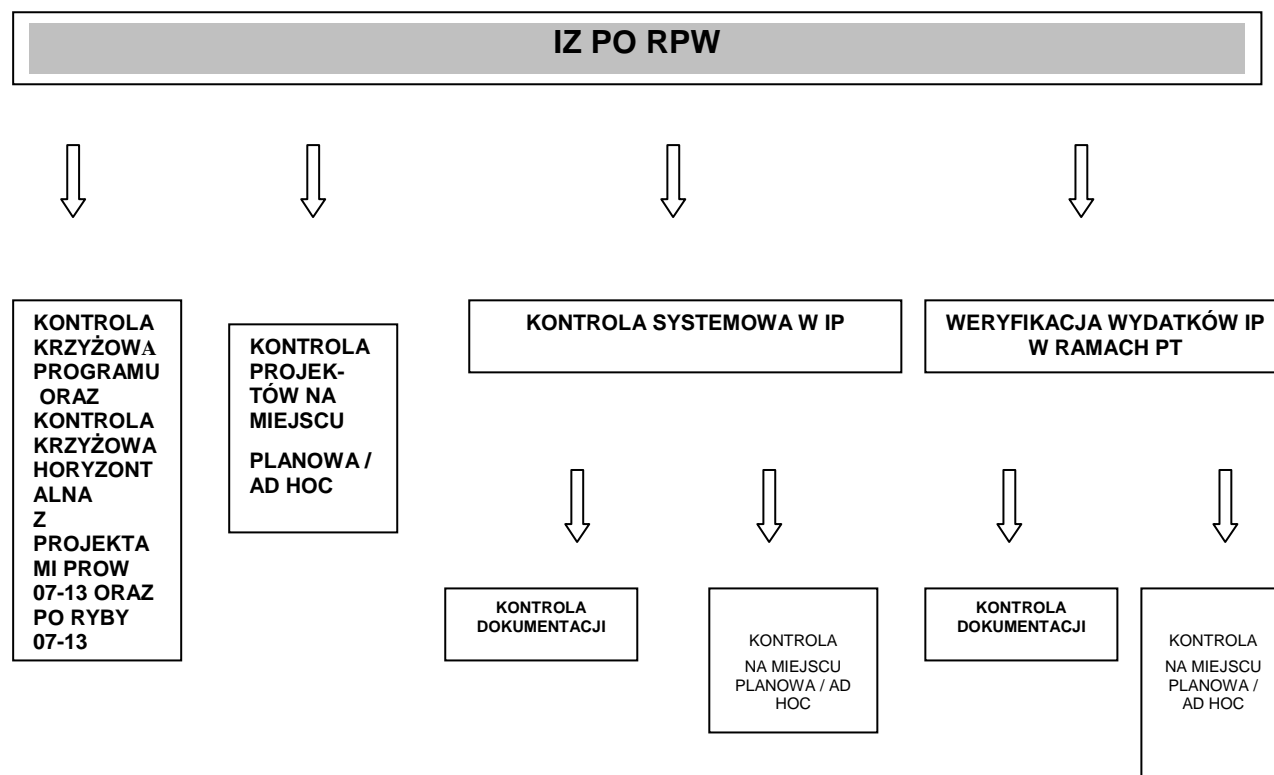 IZ PO RPW
KONTROLA
KRZYŻOWA
PROGRAMU
ORAZ
KONTROLA
KRZYŻOWA
HORYZONT
ALNA
Z
PROJEKTA
MI PROW
07-13 ORAZ
PO RYBY
07-13
KONTROLA
PROJEK-
TÓW NA
MIEJSCU
PLANOWA /
AD HOC
KONTROLA SYSTEMOWA W IP
WERYFIKACJA WYDATKÓW IP
W RAMACH PT
KONTROLA
DOKUMENTACJI
KONTROLA
NA MIEJSCU
PLANOWA / AD
HOC
KONTROLA
DOKUMENTACJI
KONTROLA
NA MIEJSCU
PLANOWA /
AD HOC